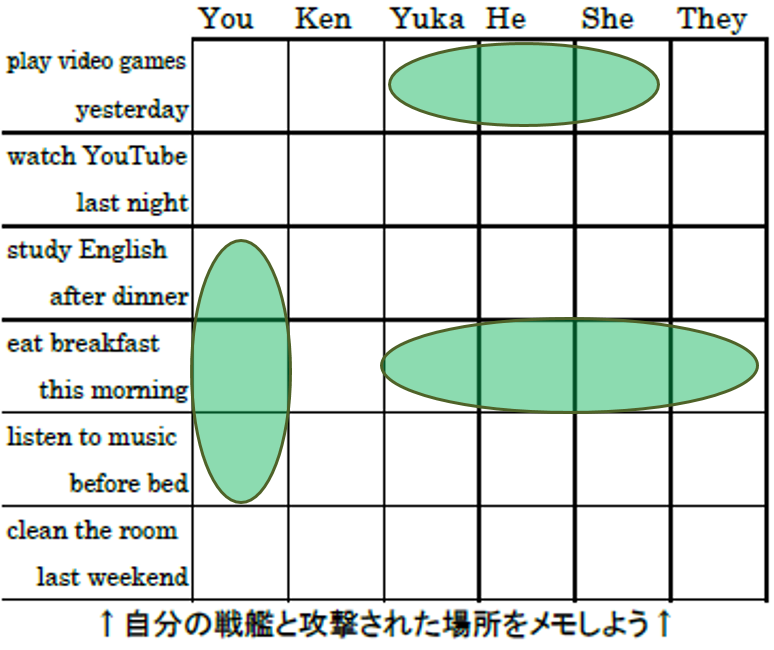 You Ken Yuka He She They
play video games
yesterday
watch YouTube
last night
study English
after dinner
eat breakfast
this morning
listen to music
before bed
clean the room
last weekend
↑自分の戦艦と攻撃された場所をメモしよう↑